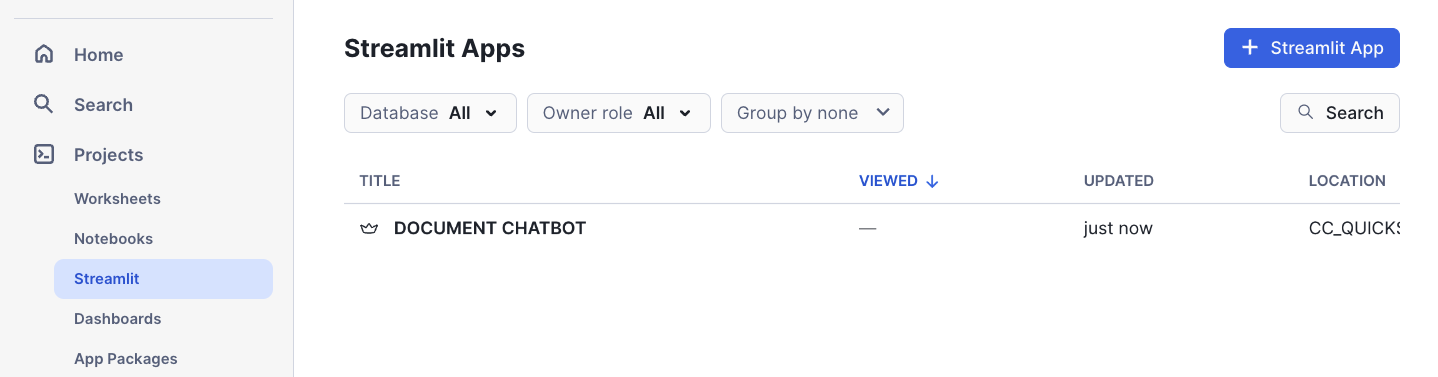 Home
Search
Projects
Worksheets
Notebooks
Streamlit
Dashboards
App Packages
Streamlit Apps
+ Streamlit App
Database All
Owner role All
Group by none
Search
TITLE VIEWED UPDATED LOCATION
DOCUMENT CHATBOT — just now CC_QUICKS